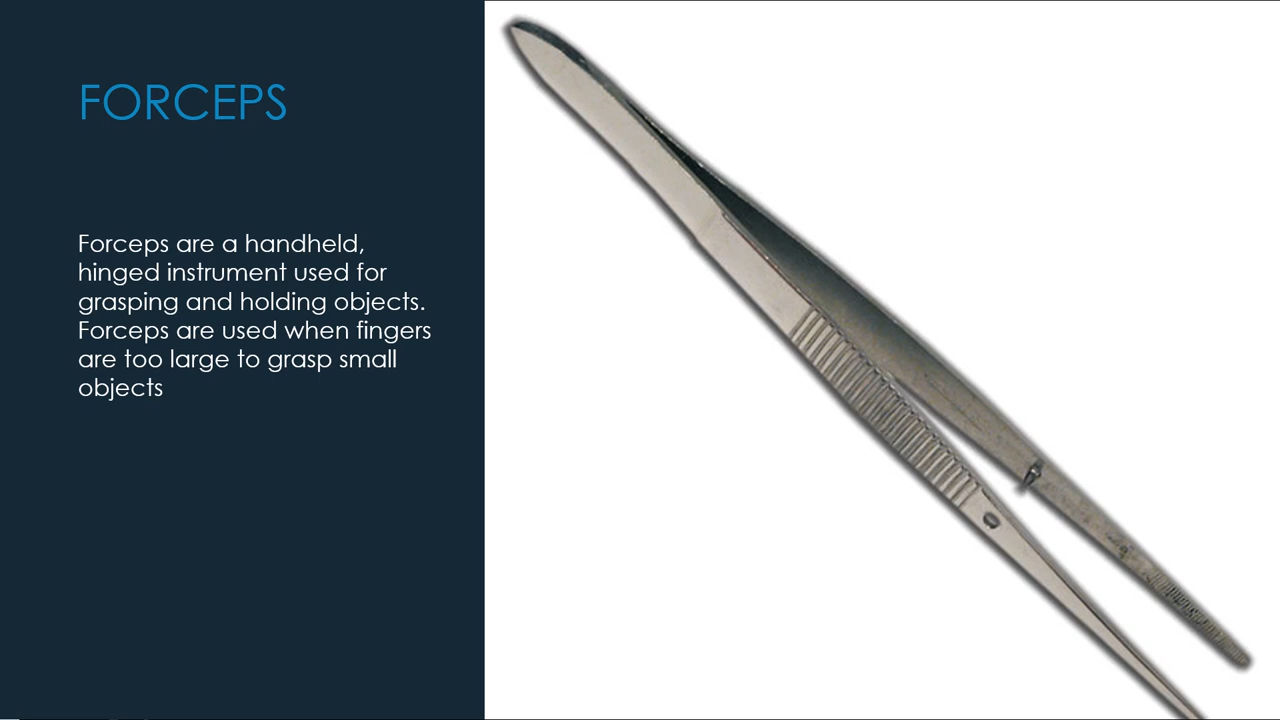 FORCEPS
Forceps are a handheld,
hinged instrument used for
grasping and holding objects.
Forceps are used when fingers
are too large to grasp small
objects